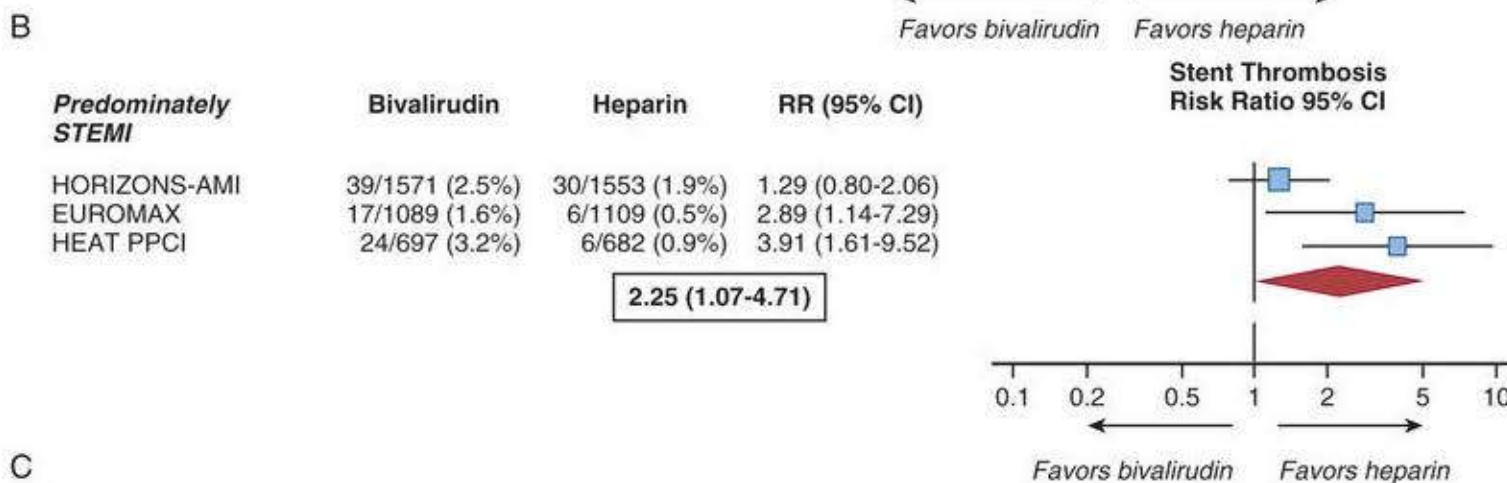 B
Favors bivalirudin Favors heparin
Stent Thrombosis
Predominately Bivalirudin Heparin RR (95% CI) Risk Ratio 95% CI
STEMI
HORIZONS-AMI 39/1571 (2.5%) 30/1553 (1.9%) 1.29 (0.80-2.06)
EUROMAX 17/1089 (1.6%) 6/1109 (0.5%) 2.89 (1.14-7.29)
HEAT PPCI 24/697 (3.2%) 6/682 (0.9%) 3.91 (1.61-9.52)
2.25 (1.07-4.71)
0.1 0.2 0.5 1 2 5 10
Favors bivalirudin Favors heparin
C